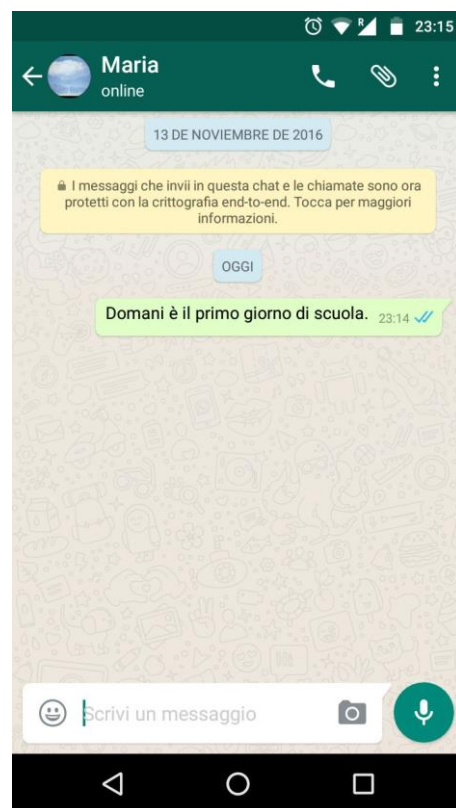 R
23:15
Maria
online
13 DE NOVIEMBRE DE 2016
I messaggi che invii in questa chat e le chiamate sono ora
protetti con la crittografia end-to-end. Tocca per maggiori
informazioni.
OGGI
Domani è il primo giorno di scuola. 23:14
Scrivi un messaggio